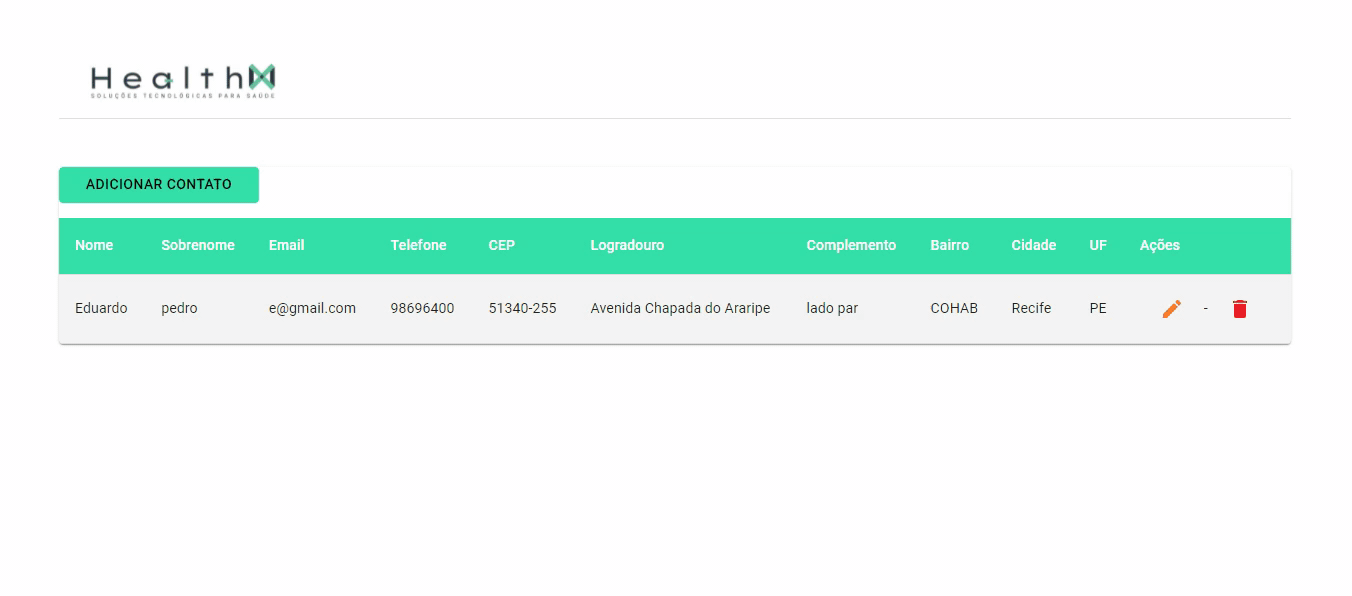 HealthX
SOLUÇÕES TECNOLÓGICAS PARA SAÚDE
ADICIONAR CONTATO
Nome Sobrenome Email Telefone CEP Logradouro Complemento Bairro Cidade UF Ações
Eduardo pedro e@gmail.com 98696400 51340-255 Avenida Chapada do Araripe lado par COHAB Recife PE -